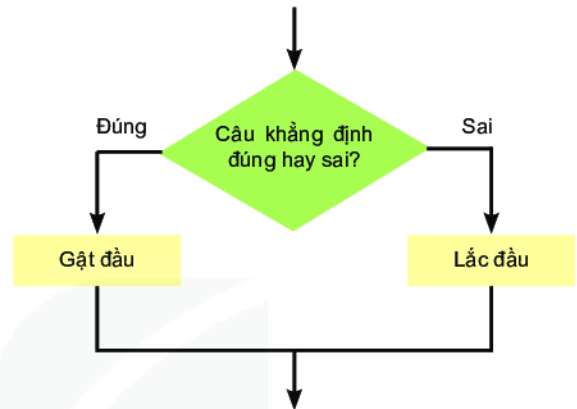 Câu khẳng định
đúng hay sai?
Đúng
Sai
Gật đầu
Lắc đầu